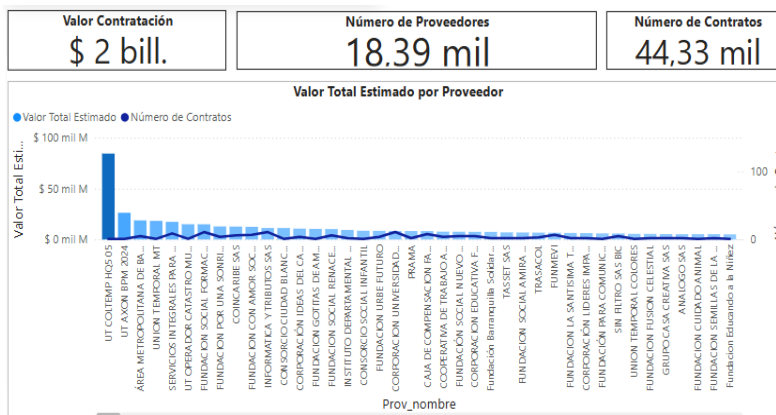 Valor Contratación
$ 2 bill.
Número de Proveedores
18,39 mil
Número de Contratos
44,33 mil
Valor Total Estimado por Proveedor
Valor Total Estimado Número de Contratos
Valor Total Esti...
$ 100 mil M
$ 50 mil M
$ 0 mil M
100
0
UT COLTEMP HQ5 05
UT AXON BPM 2024
ÁREA METROPOLITANA DE BA...
UNION TEMPORAL MT
SERVICIOS INTEGRALES PARA ...
UT OPERADOR CATASTRO MU...
FUNDACION SOCIAL FORMAC...
FUNDACION POR UNA SONRI...
COINCARIBE SAS
FUNDACION CON AMOR SOC...
INFORMATICA Y TRIBUTOS SAS
CONSORCIO CIUDAD BLANC...
CORPORACIÓN IDEAS DEL CA...
FUNDACION GOTITAS DE AM...
FUNDACION SOCIAL RENACE...
INSTITUTO DEPARTAMENTAL ...
CONSORCIO SOCIAL INFANTIL
FUNDACION URBE FUTURO
CORPORACION UNIVERSIDAD...
PRAMA
CAJA DE COMPENSACION FA...
COOPERATIVA DE TRABAJO A...
FUNDACIÓN SOCIAL NUEVO ...
CORPORACION EDUCATIVA F...
Fundación Barranquilla Solidar...
TASSET SAS
FUNDACION SOCIAL AMIRA ...
TRASACOL
FUNMEVI
FUNDACION LA SANTISIMA T...
CORPORACIÓN LIDERES IMPA...
FUNDACIÓN PARA COMUNIC...
SIN FILTRO SAS BIC
UNION TEMPORAL COLORES
FUNDACION FUSION CELESTIAL
GRUPO CASA CREATIVA SAS
ANALOGO SAS
FUNDACION CUIDADO ANIMAL
FUNDACION SEMILLAS DE LA ...
Fundacion Educando a la Niñez
Prov_nombre